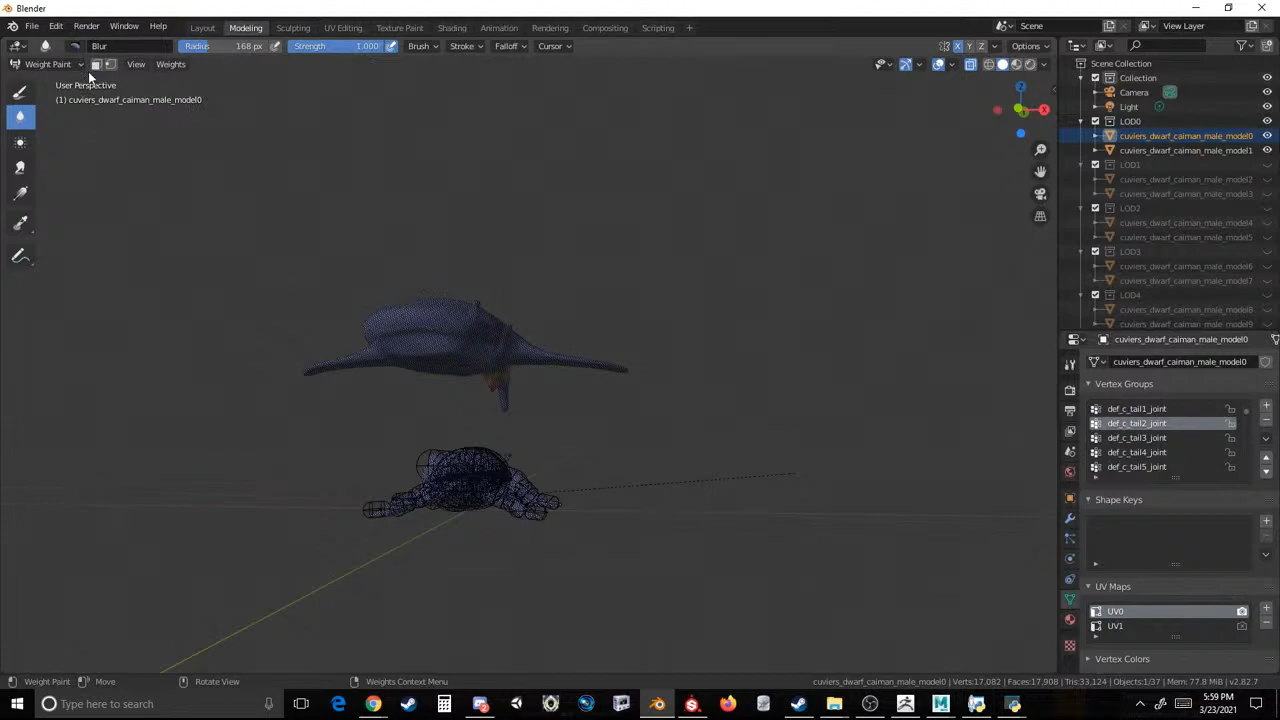 Blender
File Edit Render Window Help
Layout Modeling Sculpting UV Editing Texture Paint Shading Animation Rendering Compositing Scripting
Scene
View Layer
Blur
Radius 168 px
Strength 1.000
Brush Stroke Falloff Cursor
X Y Z
Options
Weight Paint View Weights
User Perspective
(1) cuviers_dwarf_caiman_male_model0
X
Scene Collection
Collection
Camera
Light
LOD0
cuviers_dwarf_caiman_male_model0
cuviers_dwarf_caiman_male_model1
LOD1
cuviers_dwarf_caiman_male_model2
cuviers_dwarf_caiman_male_model3
LOD2
cuviers_dwarf_caiman_male_model4
cuviers_dwarf_caiman_male_model5
LOD3
cuviers_dwarf_caiman_male_model6
cuviers_dwarf_caiman_male_model7
LOD4
cuviers_dwarf_caiman_male_model8
cuviers_dwarf_caiman_male_model9
cuviers_dwarf_caiman_male_model0
cuviers_dwarf_caiman_male_model0
Vertex Groups
def_c_tail1_joint
def_c_tail2_joint
def_c_tail3_joint
def_c_tail4_joint
def_c_tail5_joint
Shape Keys
UV Maps
UV0
UV1
Vertex Colors
Weight Paint Move Rotate View Weights Context Menu
cuviers_dwarf_caiman_male_model0 | Verts:17,082 | Faces:17,908 | Tris:33,124 | Objects:1/37 | Mem: 77.8 MiB | v2.82.7
Type here to search
5:59 PM
3/23/2021